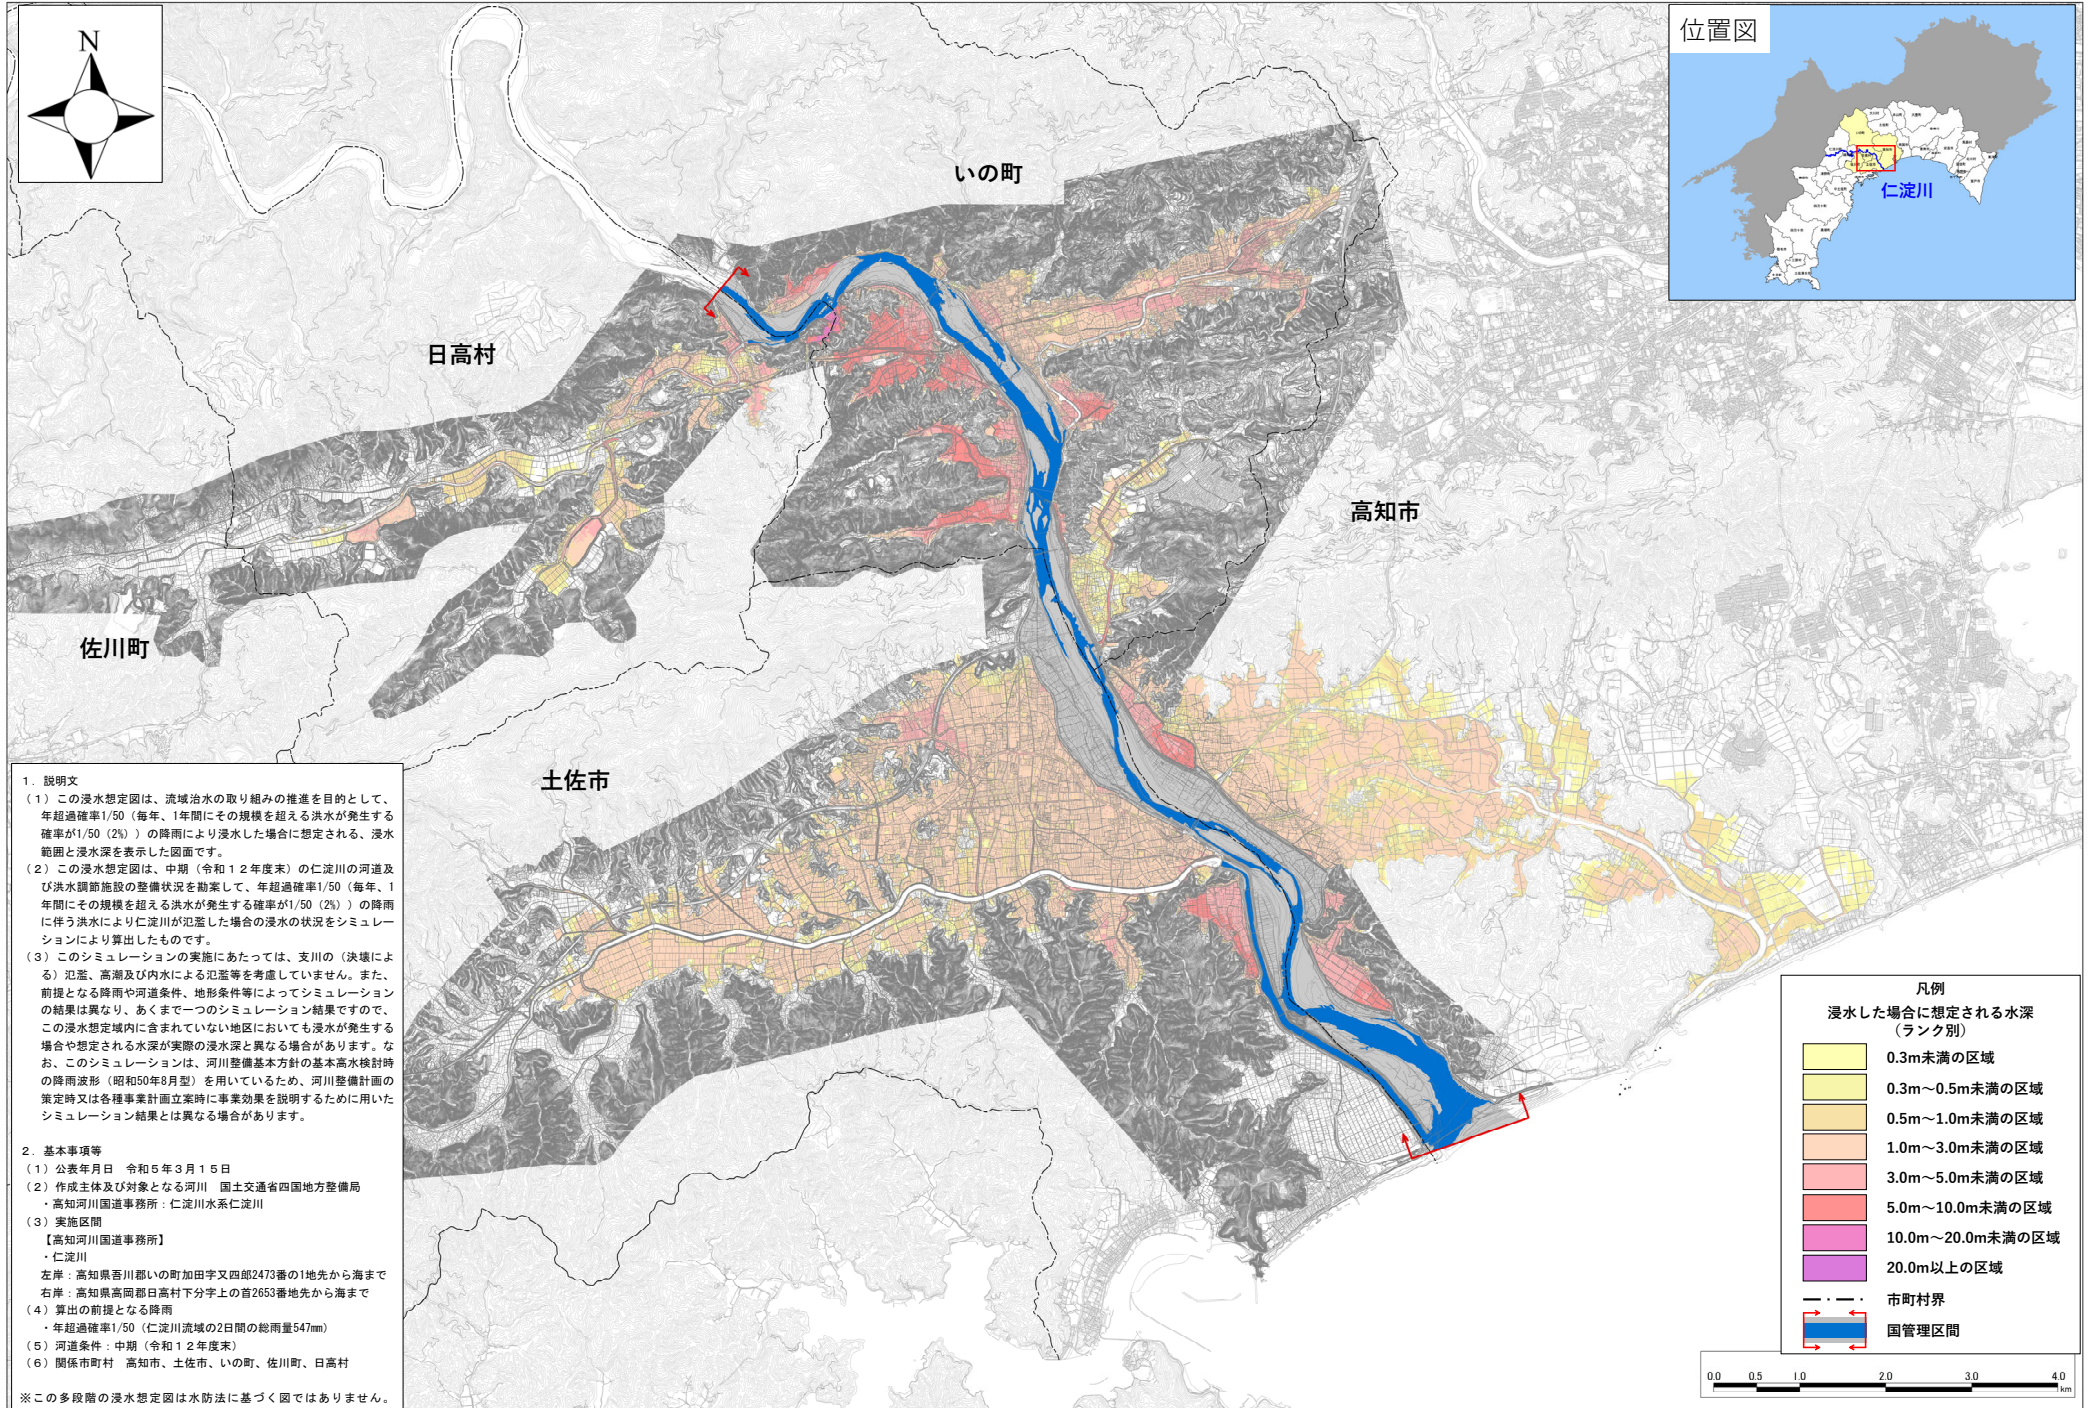 N
いの町
日高村
高知市
佐川町
土佐市
位置図
仁淀川
1．説明文
（1）この浸水想定図は、流域治水の取り組みの推進を目的として、
年超過確率1/50（毎年、1年間にその規模を超える洪水が発生する
確率が1/50（2%））の降雨により浸水した場合に想定される、浸水
範囲と浸水深を表示した図面です。
（2）この浸水想定図は、中期（令和１２年度末）の仁淀川の河道及
び洪水調節施設の整備状況を勘案して、年超過確率1/50（毎年、1
年間にその規模を超える洪水が発生する確率が1/50（2%））の降雨
に伴う洪水により仁淀川が氾濫した場合の浸水の状況をシミュレー
ションにより算出したものです。
（3）このシミュレーションの実施にあたっては、支川の（決壊によ
る）氾濫、高潮及び内水による氾濫等を考慮していません。また、
前提となる降雨や河道条件、地形条件等によってシミュレーション
の結果は異なり、あくまで一つのシミュレーション結果ですので、
この浸水想定域内に含まれていない地区においても浸水が発生する
場合や想定される水深が実際の浸水深と異なる場合があります。な
お、このシミュレーションは、河川整備基本方針の基本高水検討時
の降雨波形（昭和50年8月型）を用いているため、河川整備計画の
策定時又は各種事業計画立案時に事業効果を説明するために用いた
シミュレーション結果とは異なる場合があります。
2．基本事項等
（1）公表年月日　令和５年３月１５日
（2）作成主体及び対象となる河川　国土交通省四国地方整備局
・高知河川国道事務所：仁淀川水系仁淀川
（3）実施区間
【高知河川国道事務所】
・仁淀川
左岸：高知県吾川郡いの町加田字又四郎2473番の1地先から海まで
右岸：高知県高岡郡日高村下分字上の首2653番地先から海まで
（4）算出の前提となる降雨
・年超過確率1/50（仁淀川流域の2日間の総雨量547mm）
（5）河道条件：中期（令和１２年度末）
（6）関係市町村　高知市、土佐市、いの町、佐川町、日高村
※この多段階の浸水想定図は水防法に基づく図ではありません。
凡例
浸水した場合に想定される水深
（ランク別）
0.3m未満の区域
0.3m～0.5m未満の区域
0.5m～1.0m未満の区域
1.0m～3.0m未満の区域
3.0m～5.0m未満の区域
5.0m～10.0m未満の区域
10.0m～20.0m未満の区域
20.0m以上の区域
市町村界
国管理区間
0.0 0.5 1.0 2.0 3.0 4.0
km